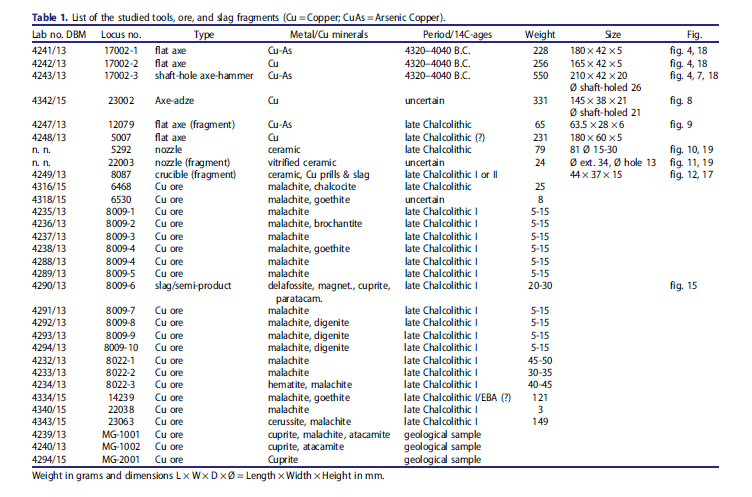 Table 1. List of the studied tools, ore, and slag fragments (Cu = Copper; CuAs = Arsenic Copper).
Lab no. DBM Locus no. Type Metal/Cu minerals Period/14C-ages Weight Size Fig.
4241/13 17002-1 flat axe Cu-As 4320–4040 B.C. 228 180 × 42 × 5 fig. 4, 18
4242/13 17002-2 flat axe Cu 4320–4040 B.C. 256 165 × 42 × 5 fig. 4, 18
4243/13 17002-3 shaft-hole axe-hammer Cu-As 4320–4040 B.C. 550 210 × 42 × 20 fig. 4, 7, 18
Ø shaft-holed 26
4342/15 23002 Axe-adze Cu uncertain 331 145 × 38 × 21 fig. 8
Ø shaft-holed 21
4247/13 12079 flat axe (fragment) Cu-As late Chalcolithic 65 63.5 × 28 × 6 fig. 9
4248/13 5007 flat axe Cu late Chalcolithic (?) 231 180 × 60 × 5
n. n. 5292 nozzle ceramic late Chalcolithic 79 81 Ø 15-30 fig. 10, 19
n. n. 22003 nozzle (fragment) vitrified ceramic uncertain 24 Ø ext. 34, Ø hole 13 fig. 11, 19
4249/13 8087 crucible (fragment) ceramic, Cu prills & slag late Chalcolithic I or II 44 × 37 × 15 fig. 12, 17
4316/15 6468 Cu ore malachite, chalcocite late Chalcolithic 25
4318/15 6530 Cu ore malachite, goethite uncertain 8
4235/13 8009-1 Cu ore malachite late Chalcolithic I 5-15
4236/13 8009-2 Cu ore malachite, brochantite late Chalcolithic I 5-15
4237/13 8009-3 Cu ore malachite late Chalcolithic I 5-15
4238/13 8009-4 Cu ore malachite, goethite late Chalcolithic I 5-15
4288/13 8009-4 Cu ore malachite late Chalcolithic I 5-15
4289/13 8009-5 Cu ore malachite late Chalcolithic I 5-15
4290/13 8009-6 slag/semi-product delafossite, magnet., cuprite, late Chalcolithic I 20-30 fig. 15
paratacam.
4291/13 8009-7 Cu ore malachite late Chalcolithic I 5-15
4292/13 8009-8 Cu ore malachite, digenite late Chalcolithic I 5-15
4293/13 8009-9 Cu ore malachite, digenite late Chalcolithic I 5-15
4294/13 8009-10 Cu ore malachite, digenite late Chalcolithic I 5-15
4232/13 8022-1 Cu ore malachite late Chalcolithic I 45-50
4233/13 8022-2 Cu ore malachite late Chalcolithic I 30-35
4234/13 8022-3 Cu ore hematite, malachite late Chalcolithic I 40-45
4334/15 14239 Cu ore malachite, goethite late Chalcolithic I/EBA (?) 121
4340/15 22038 Cu ore malachite late Chalcolithic I 3
4343/15 23063 Cu ore cerussite, malachite late Chalcolithic I 149
4239/13 MG-1001 Cu ore cuprite, malachite, atacamite geological sample
4240/13 MG-1002 Cu ore cuprite, atacamite geological sample
4294/15 MG-2001 Cu ore Cuprite geological sample
Weight in grams and dimensions L × W × D × Ø = Length × Width × Height in mm.